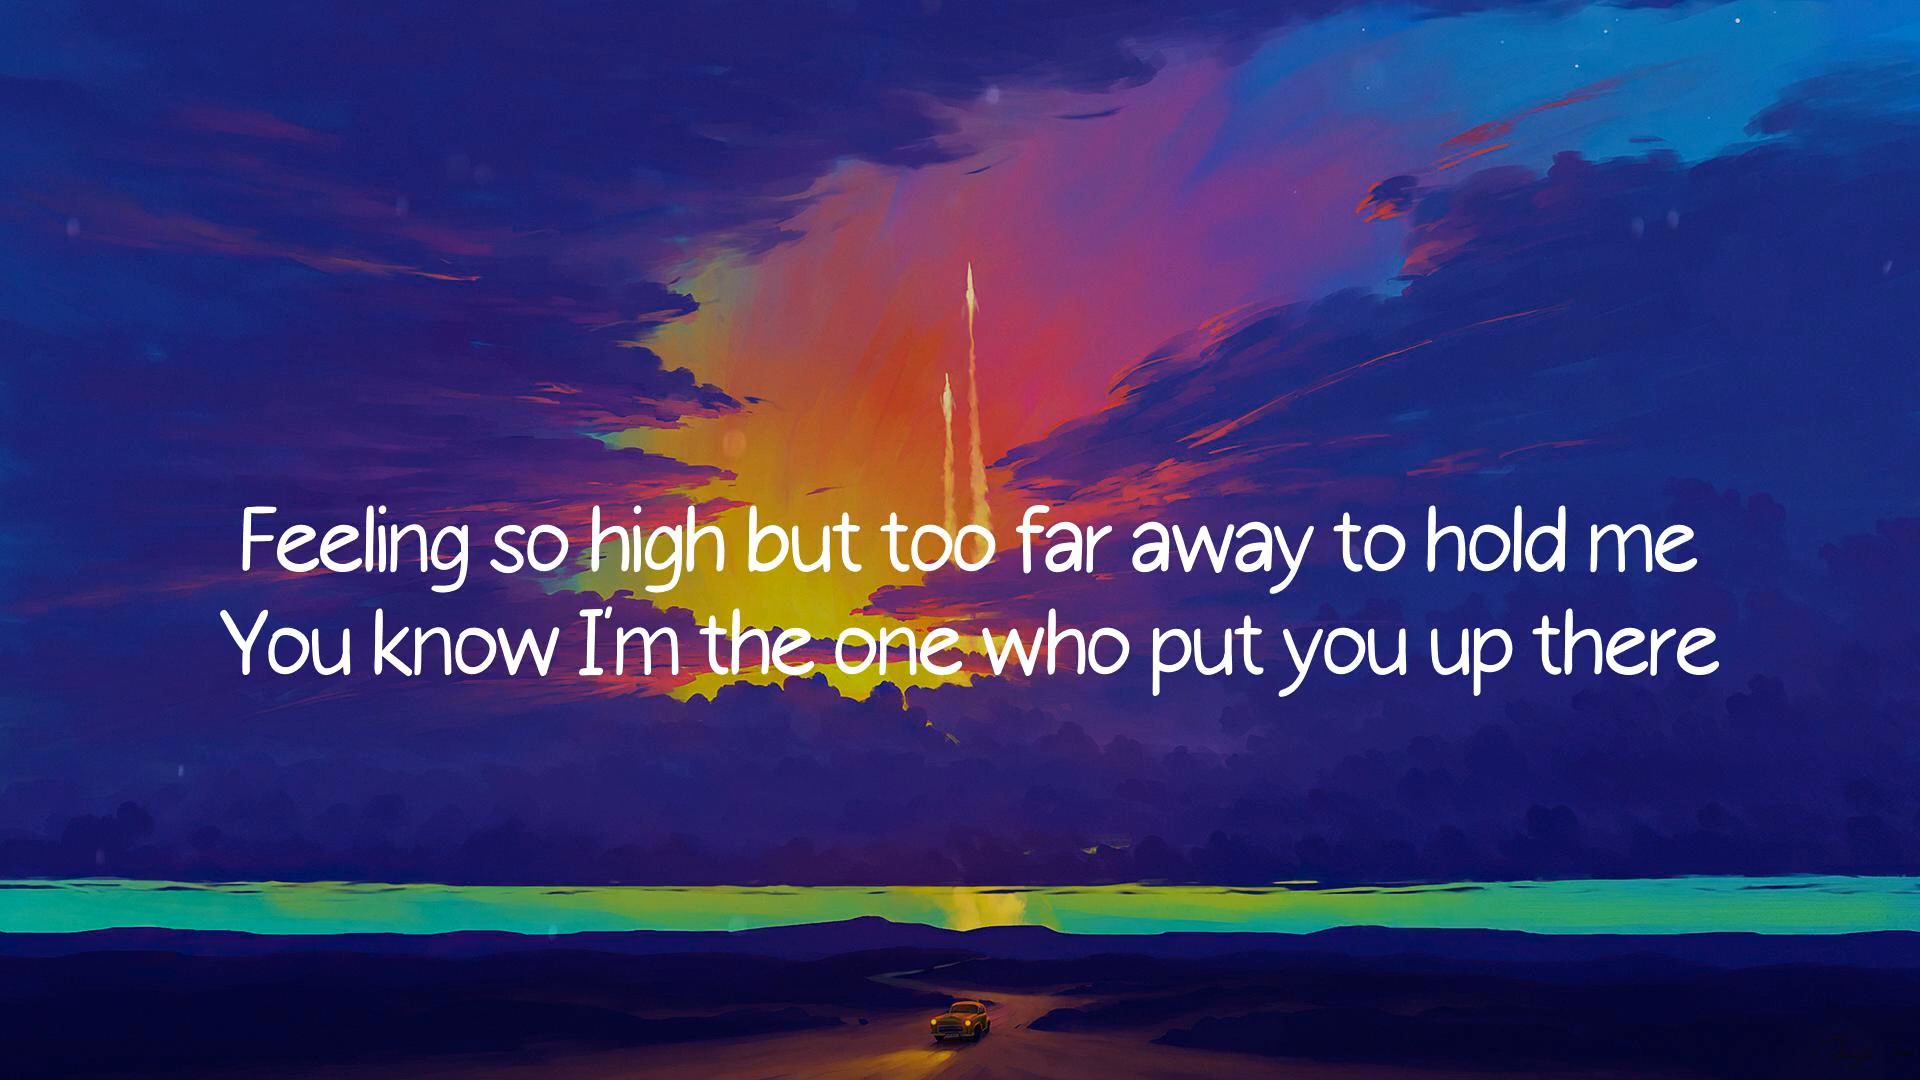 Feeling so high but too far away to hold me
You know I'm the one who put you up there